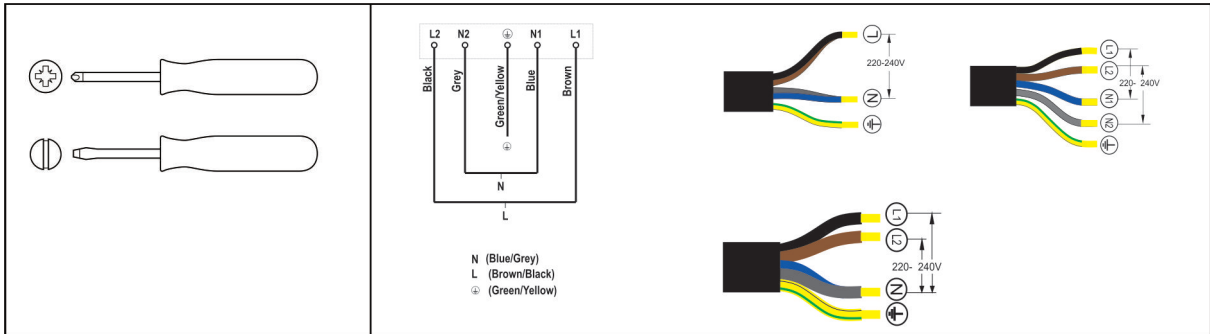 L2 N2 N1 L1
Black
Grey
Green/Yellow
Blue
Brown
N
L
N (Blue/Grey)
L (Brown/Black)
(Green/Yellow)
L
220-240V
N
L1
L2
220- 240V
N1
N2
L1
L2
220- 240V
N